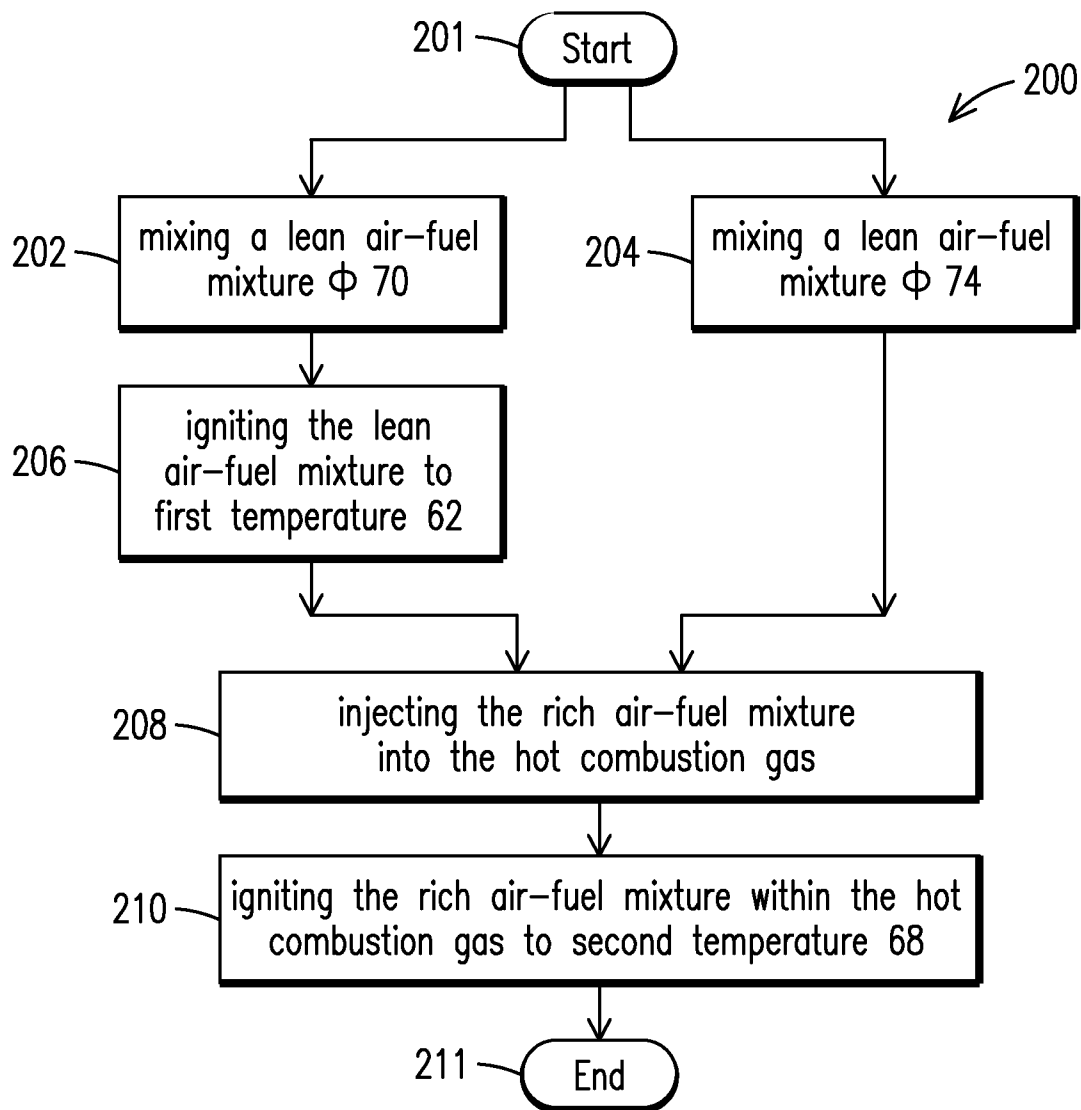 201
Start
200
202
mixing a lean air-fuel
mixture Φ 70
204
mixing a lean air-fuel
mixture Φ 74
206
igniting the lean
air-fuel mixture to
first temperature 62
208
injecting the rich air-fuel mixture
into the hot combustion gas
210
igniting the rich air-fuel mixture within the hot
combustion gas to second temperature 68
211
End